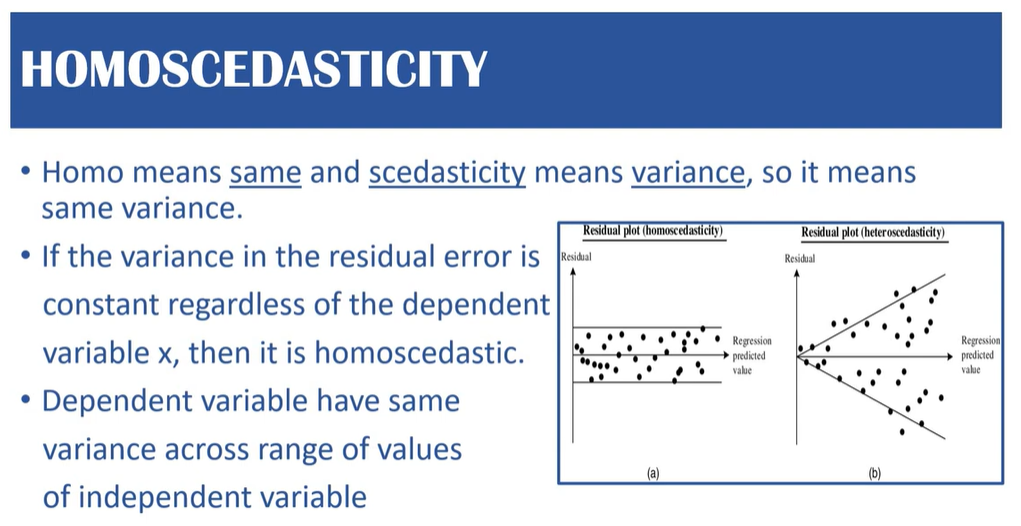 HOMOSCEDASTICITY
• Homo means same and scedasticity means variance, so it means
same variance.
• If the variance in the residual error is
constant regardless of the dependent
variable x, then it is homoscedastic.
• Dependent variable have same
variance across range of values
of independent variable
Residual plot (homoscedasticity)
Residual
Regression
predicted
value
(a)
Residual plot (heteroscedasticity)
Residual
Regression
predicted
value
(b)